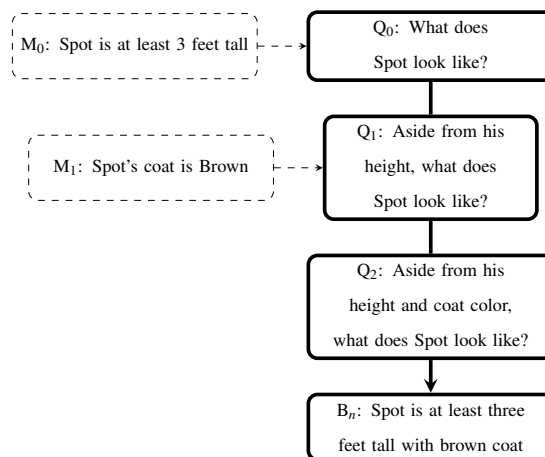 M₀: Spot is at least 3 feet tall
Q₀: What does
Spot look like?
M₁: Spot's coat is Brown
Q₁: Aside from his
height, what does
Spot look like?
Q₂: Aside from his
height and coat color,
what does Spot look like?
Bₙ: Spot is at least three
feet tall with brown coat